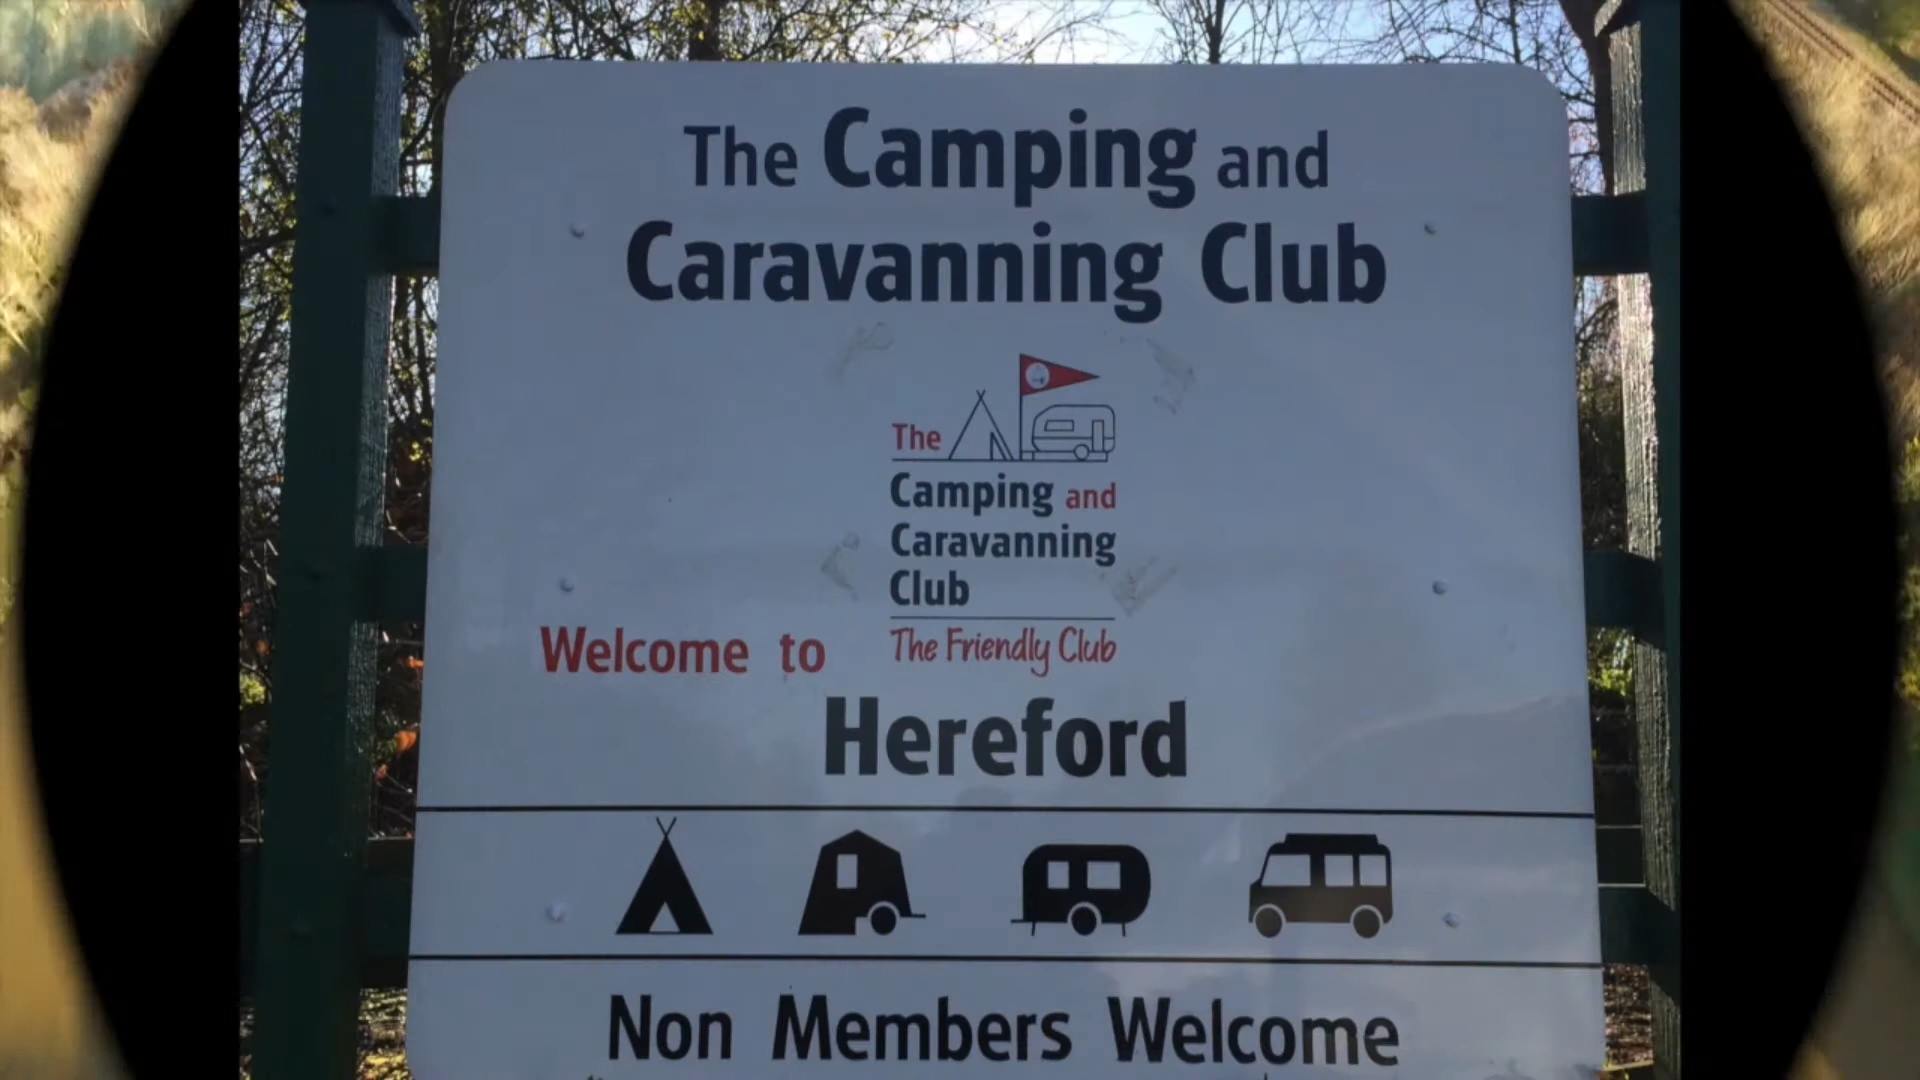 The Camping and
Caravanning Club
The
Camping and
Caravanning
Club
The Friendly Club
Welcome to
Hereford
Non Members Welcome